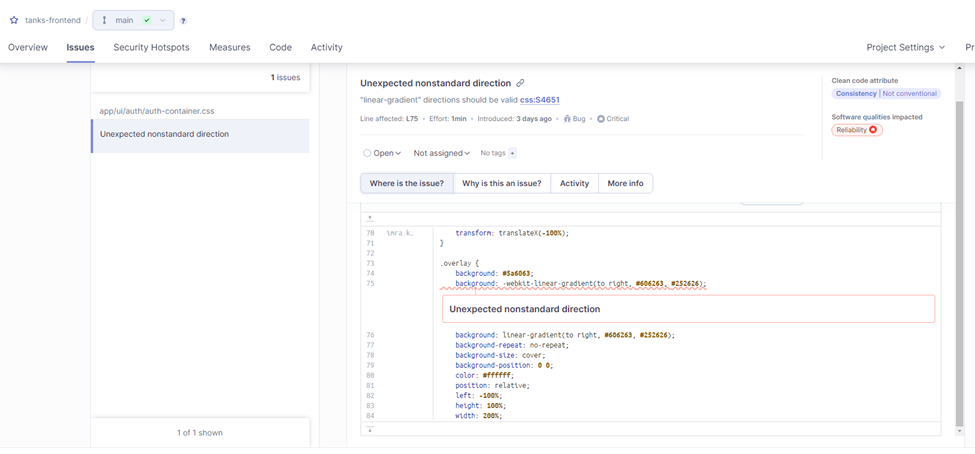 tanks-frontend / main ?
Overview Issues Security Hotspots Measures Code Activity Project Settings Pr
1 issues
app/ui/auth/auth-container.css
Unexpected nonstandard direction
1 of 1 shown
Unexpected nonstandard direction
"linear-gradient" directions should be valid css:S4651
Line affected: L75 • Effort: 1min • Introduced: 3 days ago • Bug • Critical
Open Not assigned No tags +
Clean code attribute
Consistency | Not conventional
Software qualities impacted
Reliability
Where is the issue? Why is this an issue? Activity More info
70 imra.k… transform: translateX(-100%);
71 }
72
73 .overlay {
74 background: #5a6063;
75 background: -webkit-linear-gradient(to right, #606263, #252626);
Unexpected nonstandard direction
76 background: linear-gradient(to right, #606263, #252626);
77 background-repeat: no-repeat;
78 background-size: cover;
79 background-position: 0 0;
80 color: #ffffff;
81 position: relative;
82 left: -100%;
83 height: 100%;
84 width: 200%;